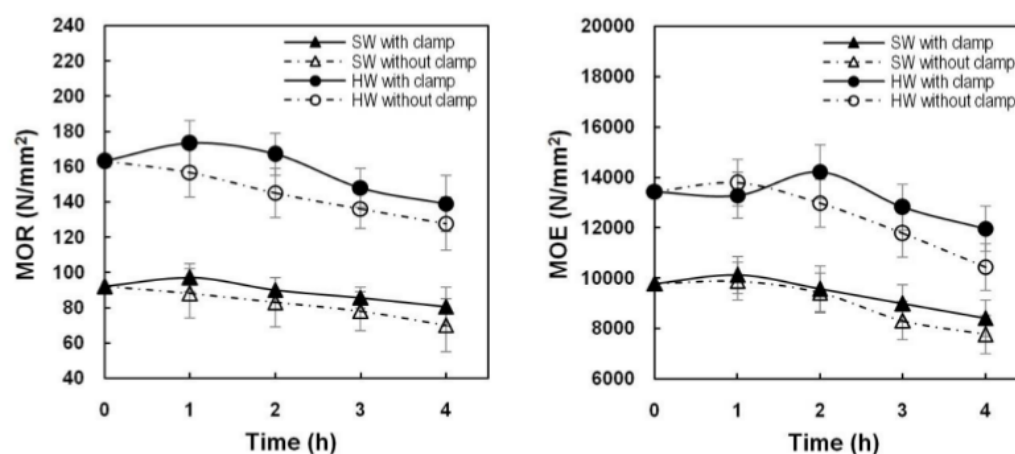 240
220
200
180
160
140
120
100
80
60
40
MOR (N/mm²)
SW with clamp
SW without clamp
HW with clamp
HW without clamp
0 1 2 3 4
Time (h)
20000
18000
16000
14000
12000
10000
8000
6000
MOE (N/mm²)
SW with clamp
SW without clamp
HW with clamp
HW without clamp
0 1 2 3 4
Time (h)